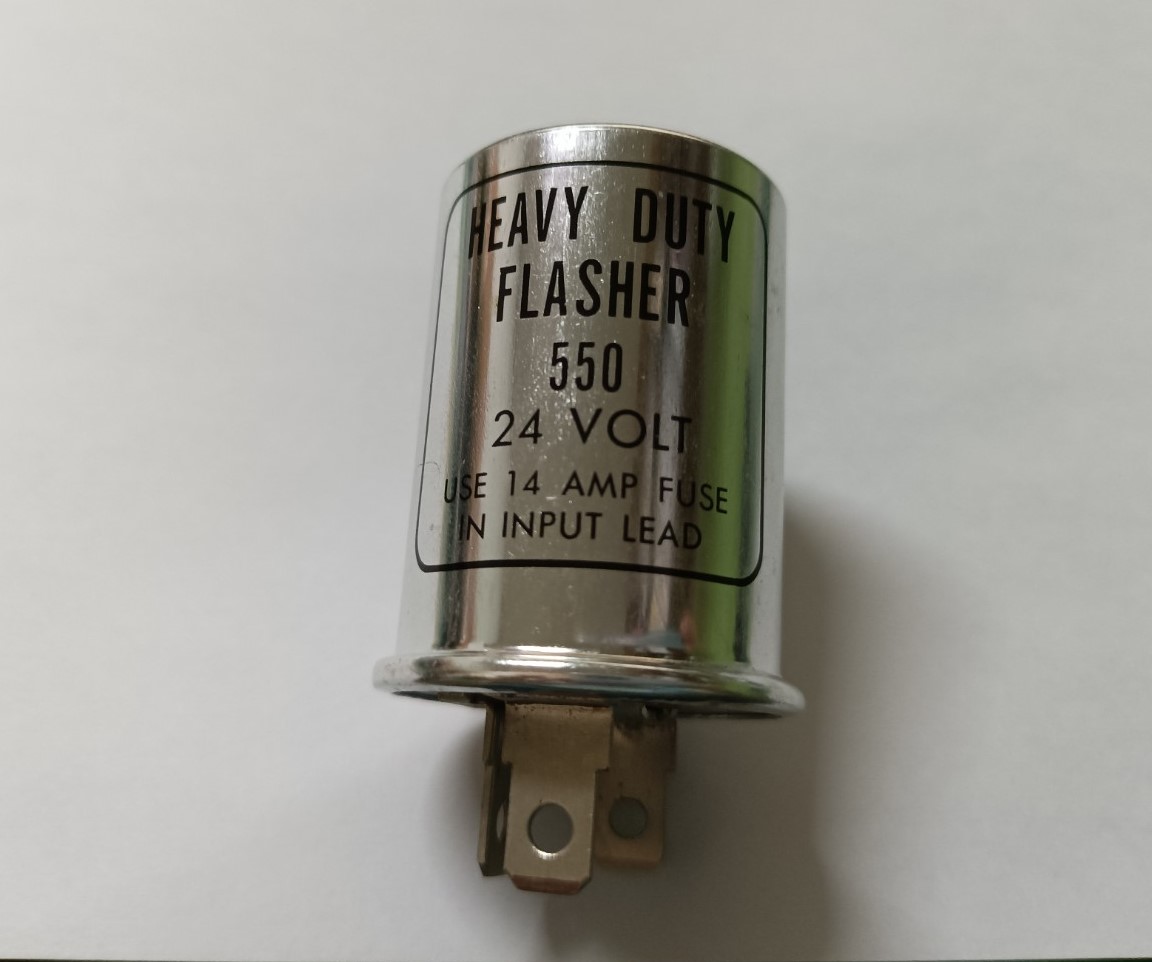 HEAVY DUTY
FLASHER
550
24 VOLT
USE 14 AMP FUSE
IN INPUT LEAD